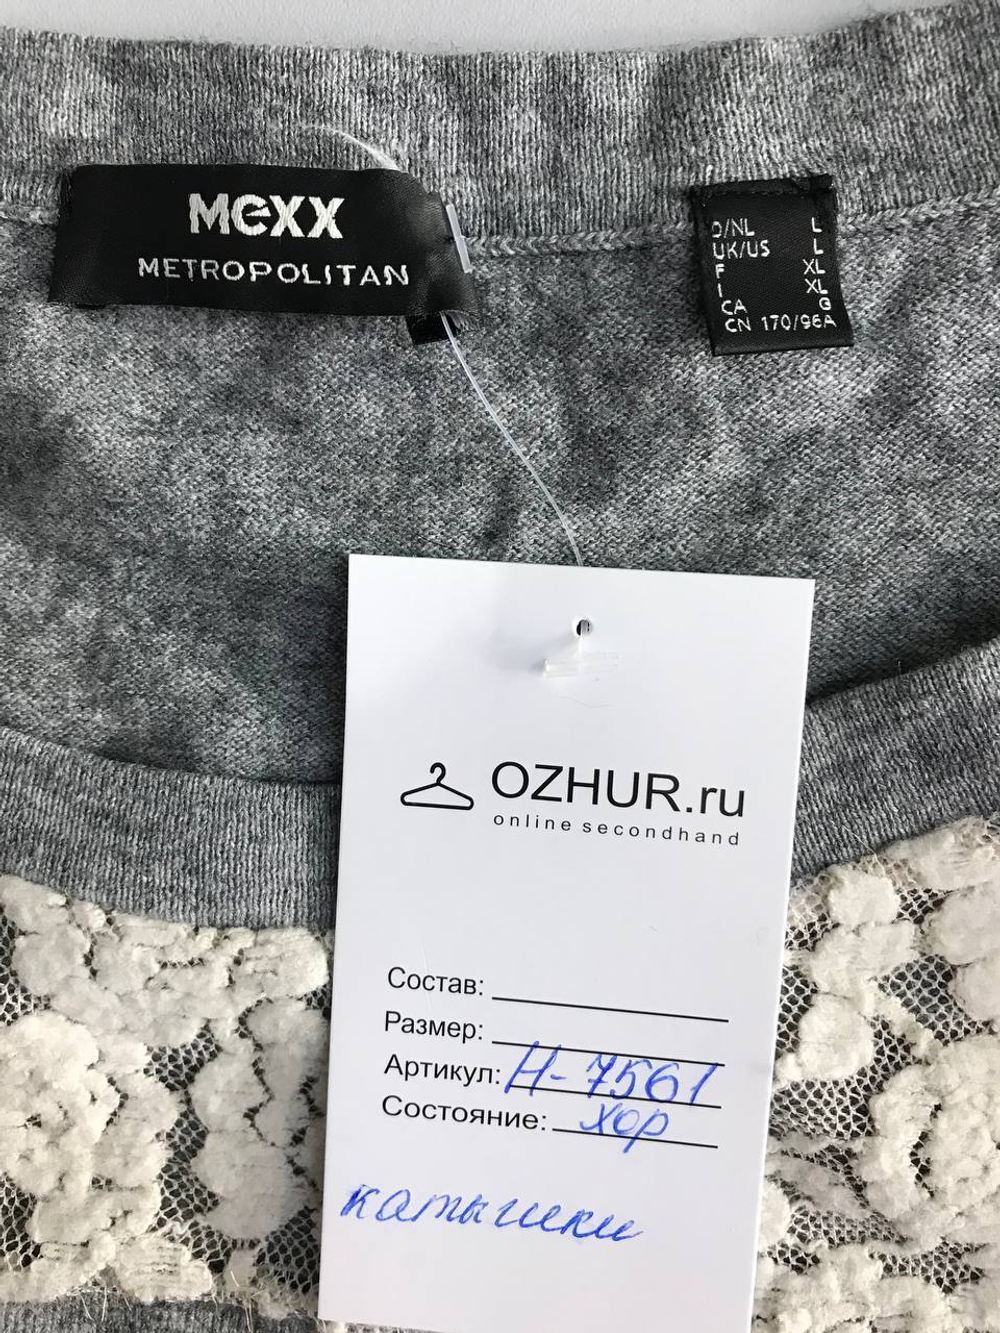 MEXX
METROPOLITAN
D/NL L
UK/US L
F XL
I XL
CA G
CN 170/96A
OZHUR.ru
online secondhand
Состав:
Размер:
Артикул: Н-7561
Состояние: хор
катышки